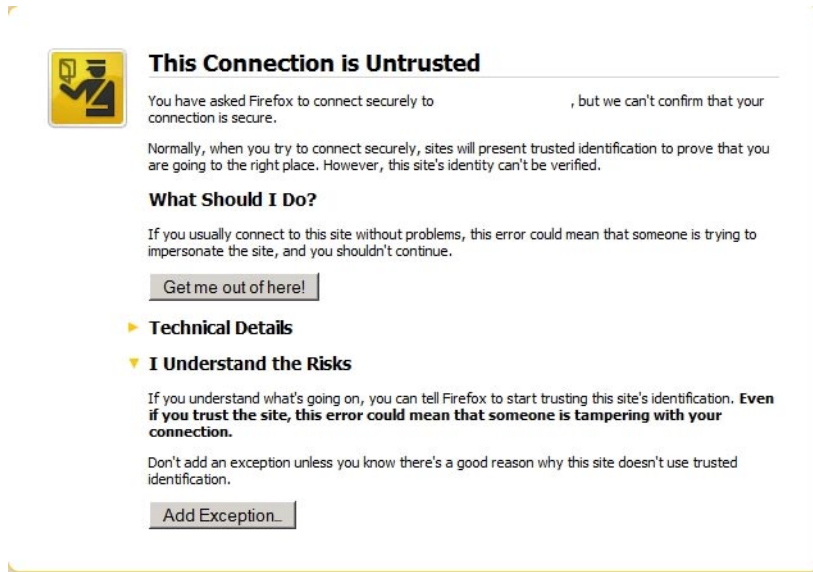 This Connection is Untrusted
You have asked Firefox to connect securely to , but we can't confirm that your
connection is secure.
Normally, when you try to connect securely, sites will present trusted identification to prove that you
are going to the right place. However, this site's identity can't be verified.
What Should I Do?
If you usually connect to this site without problems, this error could mean that someone is trying to
impersonate the site, and you shouldn't continue.
Get me out of here!
Technical Details
I Understand the Risks
If you understand what's going on, you can tell Firefox to start trusting this site's identification. Even
if you trust the site, this error could mean that someone is tampering with your
connection.
Don't add an exception unless you know there's a good reason why this site doesn't use trusted
identification.
Add Exception...